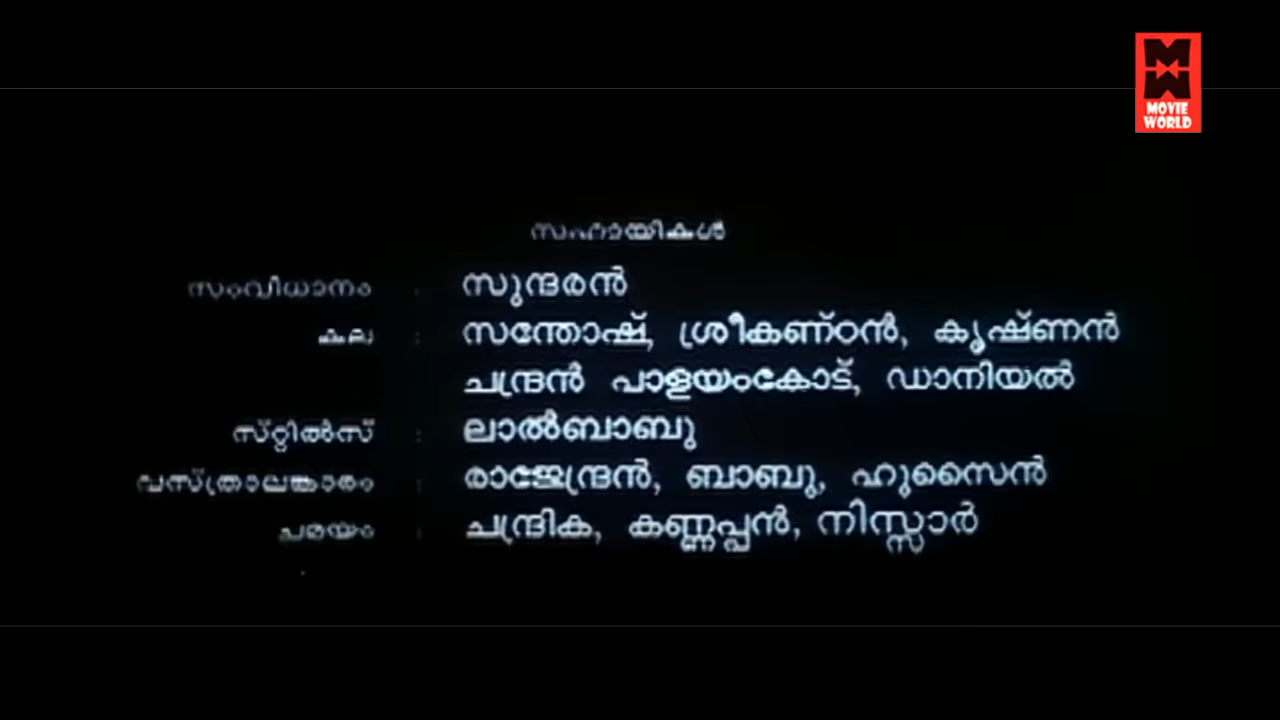 MOVIE
WORLD
സഹായികൾ
സംവിധാനം : സുന്ദരൻ
കല : സന്തോഷ്, ശ്രീകണ്ഠൻ, കൃഷ്ണൻ
ചന്ദ്രൻ പാളയംകോട്, ഡാനിയൽ
സ്റ്റിൽസ് : ലാൽബാബു
വസ്ത്രാലങ്കാരം : രാജേന്ദ്രൻ, ബാബു, ഹുസൈൻ
ചമയം : ചന്ദ്രിക, കണ്ണപ്പൻ, നിസ്സാർ